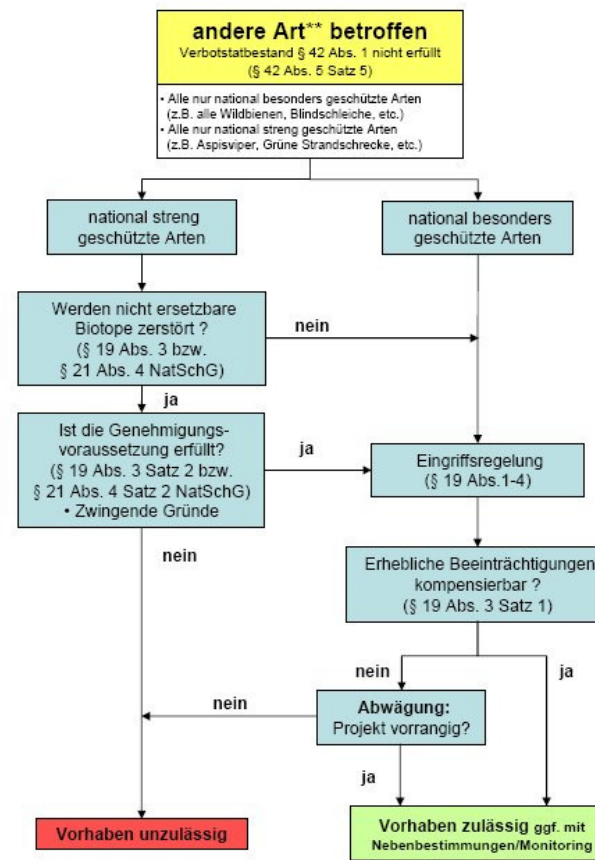 andere Art** betroffen
Verbotstatbestand § 42 Abs. 1 nicht erfüllt
(§ 42 Abs. 5 Satz 5)
• Alle nur national besonders geschützte Arten
(z.B. alle Wildbienen, Blindschleiche, etc.)
• Alle nur national streng geschützte Arten
(z.B. Aspisviper, Grüne Strandschrecke, etc.)
national streng
geschützte Arten
national besonders
geschützte Arten
Werden nicht ersetzbare
Biotope zerstört ?
(§ 19 Abs. 3 bzw.
§ 21 Abs. 4 NatSchG)
nein
ja
Ist die Genehmigungs-
voraussetzung erfüllt?
(§ 19 Abs. 3 Satz 2 bzw.
§ 21 Abs. 4 Satz 2 NatSchG)
• Zwingende Gründe
ja
Eingriffsregelung
(§ 19 Abs.1-4)
nein
Erhebliche Beeinträchtigungen
kompensierbar ?
(§ 19 Abs. 3 Satz 1)
nein
ja
nein
Abwägung:
Projekt vorrangig?
ja
Vorhaben unzulässig
Vorhaben zulässig ggf. mit
Nebenbestimmungen/Monitoring